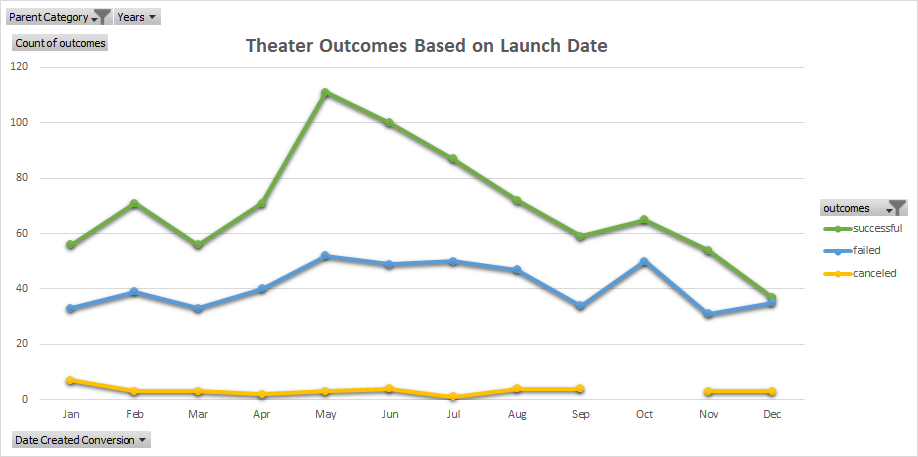 Parent Category Years
Count of outcomes
Theater Outcomes Based on Launch Date
120
100
80
60
40
20
0
Jan Feb Mar Apr May Jun Jul Aug Sep Oct Nov Dec
outcomes
successful
failed
canceled
Date Created Conversion